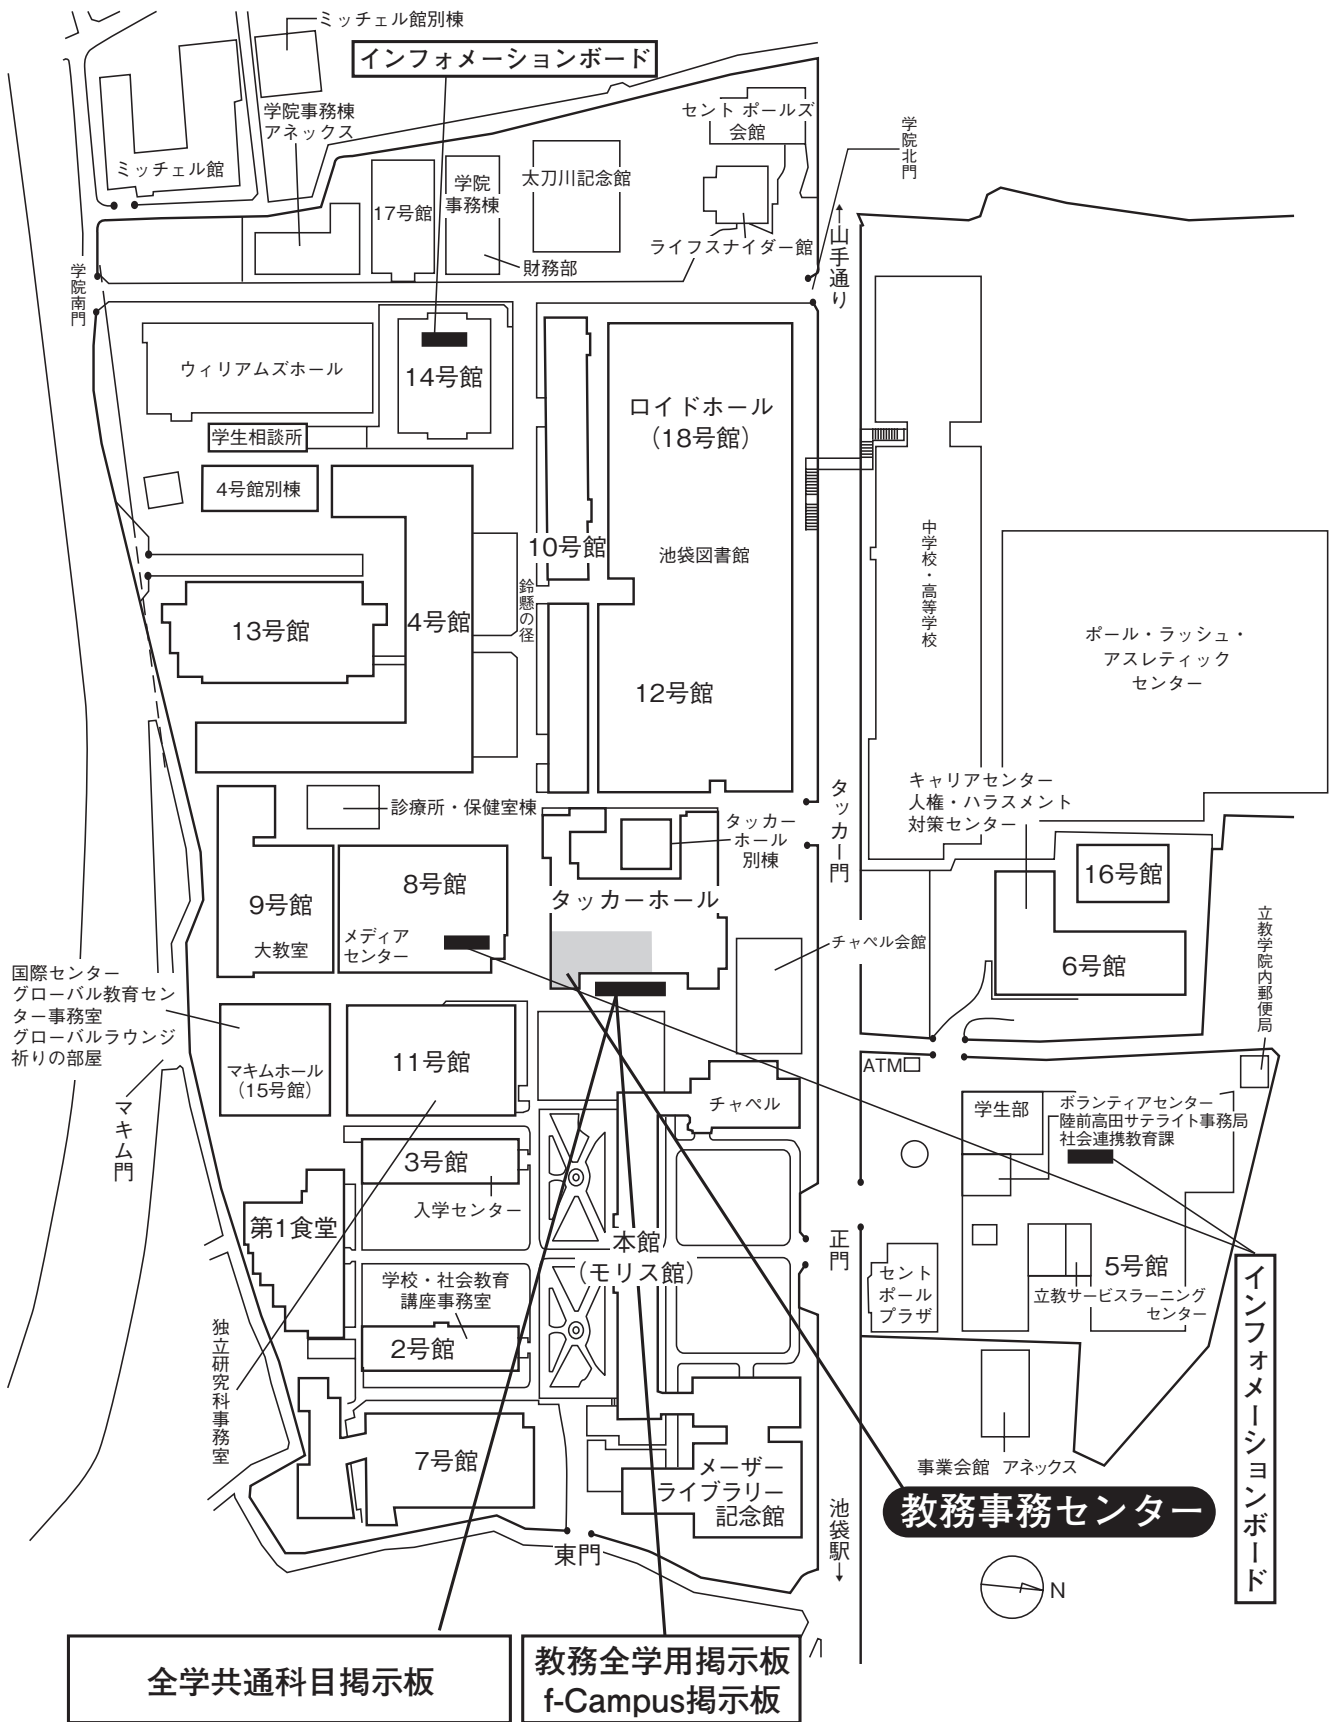 ミッチェル館別棟
インフォメーションボード
学院事務棟
アネックス
ミッチェル館
17号館
学院
事務棟
財務部
太刀川記念館
セント ポールズ
会館
ライフスナイダー館
学院北門
↑山手通り
学院南門
ウィリアムズホール
14号館
学生相談所
4号館別棟
ロイドホール
(18号館)
池袋図書館
10号館
鈴懸の径
4号館
13号館
12号館
中学校・高等学校
ポール・ラッシュ・
アスレティック
センター
診療所・保健室棟
タッカー
ホール
別棟
タッカー門
キャリアセンター
人権・ハラスメント
対策センター
16号館
6号館
9号館
大教室
8号館
メディア
センター
タッカーホール
チャペル会館
立教学院内郵便局
国際センター
グローバル教育セン
ター事務室
グローバルラウンジ
祈りの部屋
マキムホール
(15号館)
11号館
チャペル
ATM
学生部
ボランティアセンター
陸前高田サテライト事務局
社会連携教育課
マキム門
3号館
入学センター
第1食堂
本館
(モリス館)
正門
セント
ポール
プラザ
5号館
立教サービスラーニング
センター
インフォメーションボード
学校・社会教育
講座事務室
2号館
独立研究科事務室
7号館
メーザー
ライブラリー
記念館
事業会館 アネックス
教務事務センター
池袋駅↓
東門
N
全学共通科目掲示板
教務全学用掲示板
f-Campus掲示板